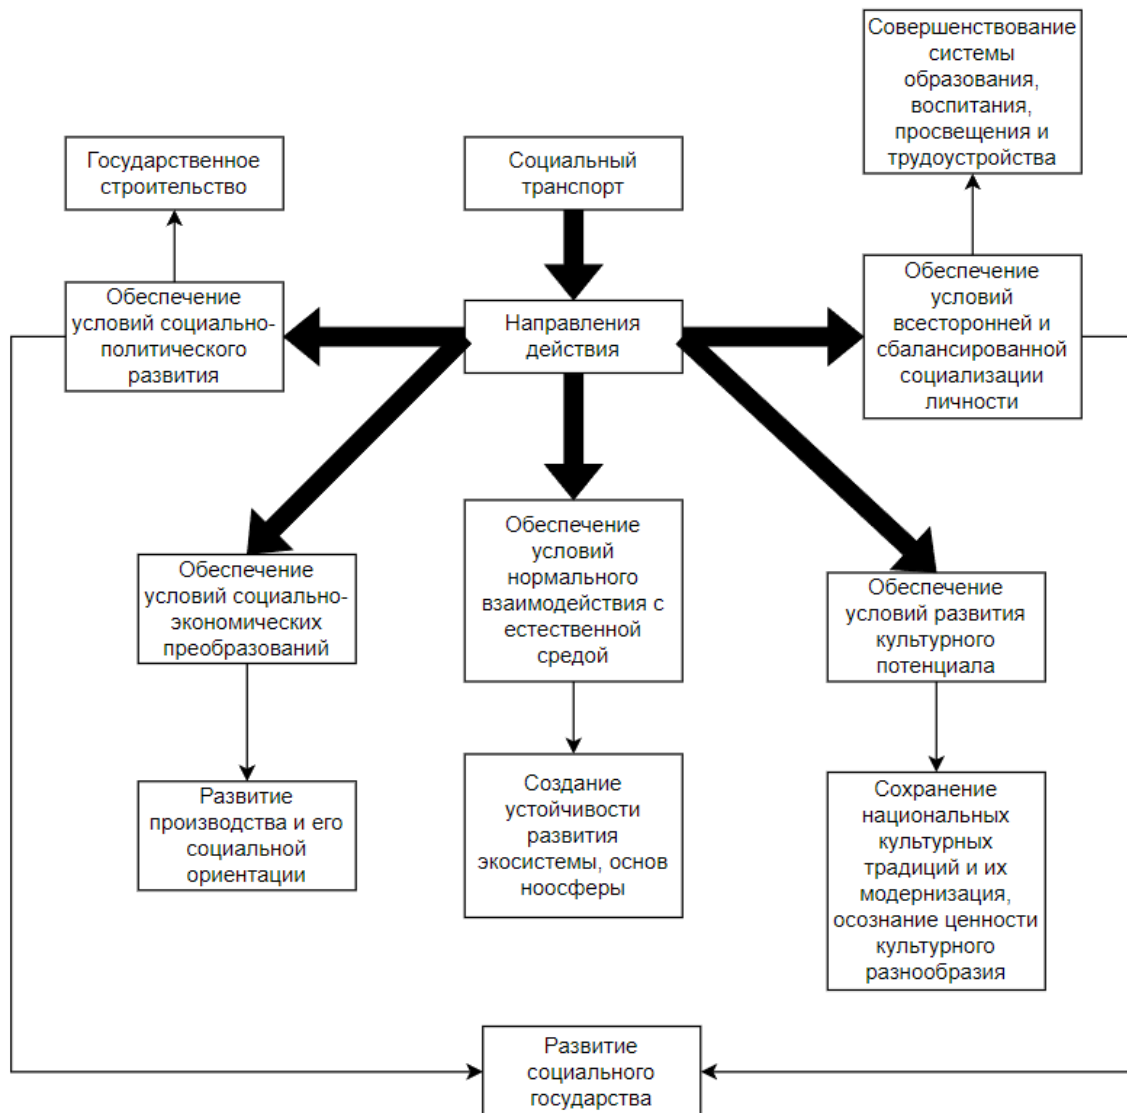 Совершенствование
системы
образования,
воспитания,
просвещения и
трудоустройства
Государственное
строительство
Социальный
транспорт
Обеспечение
условий социально-
политического
развития
Направления
действия
Обеспечение
условий
всесторонней и
сбалансированной
социализации
личности
Обеспечение
условий социально-
экономических
преобразований
Обеспечение
условий
нормального
взаимодействия с
естественной
средой
Обеспечение
условий развития
культурного
потенциала
Развитие
производства и его
социальной
ориентации
Создание
устойчивости
развития
экосистемы, основ
ноосферы
Сохранение
национальных
культурных
традиций и их
модернизация,
осознание ценности
культурного
разнообразия
Развитие
социального
государства